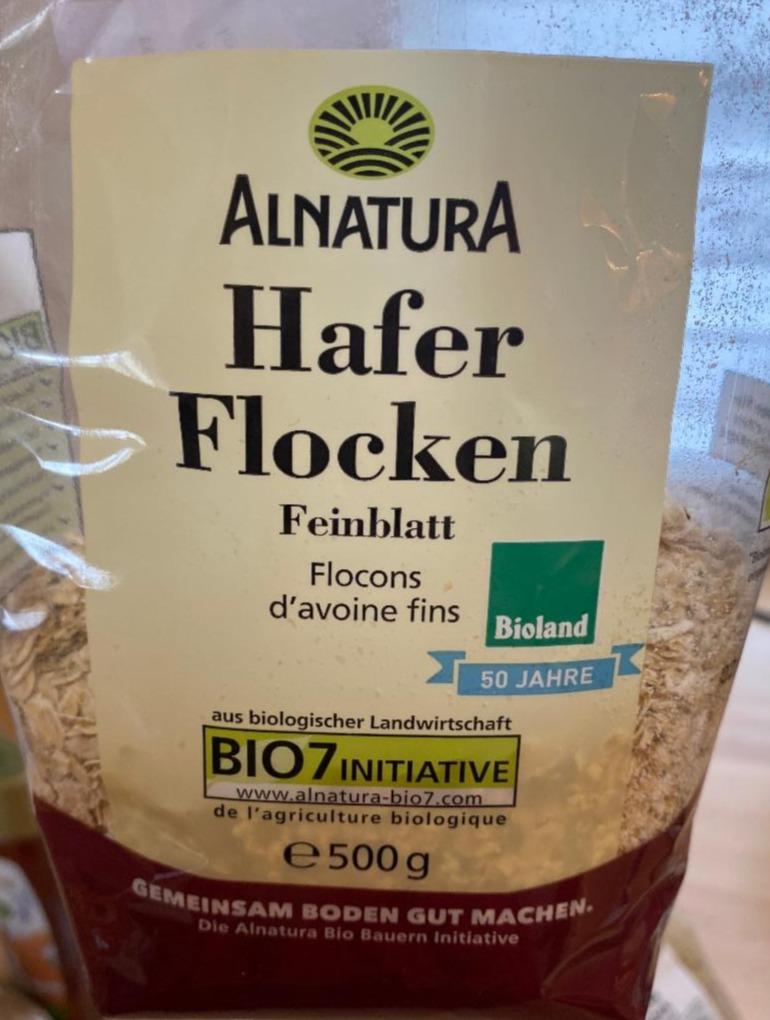 ALNATURA
Hafer
Flocken
Feinblatt
Flocons
d'avoine fins
Bioland
50 JAHRE
aus biologischer Landwirtschaft
BIO7INITIATIVE
www.alnatura-bio7.com
de l'agriculture biologique
e500g
GEMEINSAM BODEN GUT MACHEN.
Die Alnatura Bio Bauern Initiative